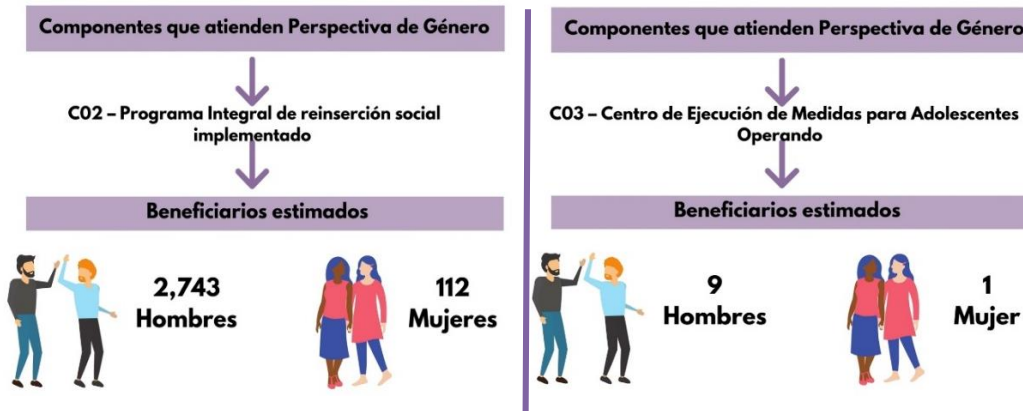 Componentes que atienden Perspectiva de Género
C02 – Programa Integral de reinserción social
implementado
Beneficiarios estimados
2,743
Hombres
112
Mujeres
Componentes que atienden Perspectiva de Género
C03 – Centro de Ejecución de Medidas para Adolescentes
Operando
Beneficiarios estimados
9
Hombres
1
Mujer